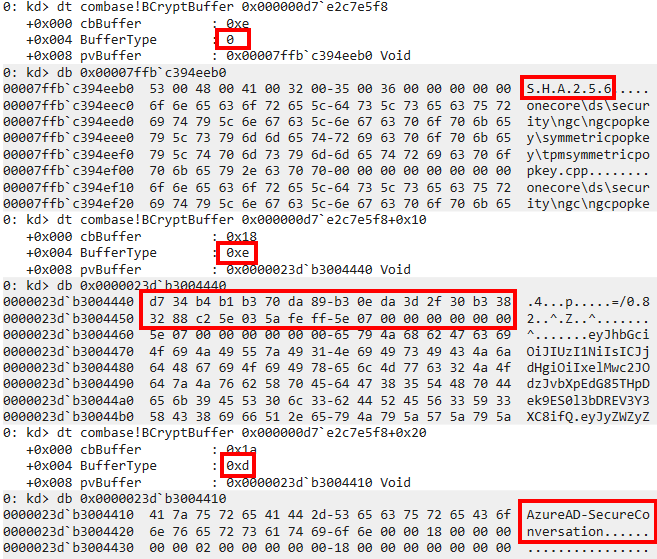 0: kd> dt combase!BCryptBuffer 0x000000d7`e2c7e5f8
+0x000 cbBuffer : 0xe
+0x004 BufferType : 0
+0x008 pvBuffer : 0x00007ffb`c394eeb0 Void
0: kd> db 0x00007ffb`c394eeb0
00007ffb`c394eeb0 53 00 48 00 41 00 32 00-35 00 36 00 00 00 00 00 S.H.A.2.5.6.....
00007ffb`c394eec0 6f 6e 65 63 6f 72 65 5c-64 73 5c 73 65 63 75 72 onecore\ds\secur
00007ffb`c394eed0 69 74 79 5c 6e 67 63 5c-6e 67 63 70 6f 70 6b 65 ity\ngc\ngcpopke
00007ffb`c394eee0 79 5c 73 79 6d 6d 65 74-72 69 63 70 6f 70 6b 65 y\symmetricpopke
00007ffb`c394eef0 79 5c 74 70 6d 73 79 6d-6d 65 74 72 69 63 70 6f y\tpmsymmetricpo
00007ffb`c394ef00 70 6b 65 79 2e 63 70 70-00 00 00 00 00 00 00 00 pkey.cpp........
00007ffb`c394ef10 6f 6e 65 63 6f 72 65 5c-64 73 5c 73 65 63 75 72 onecore\ds\secur
00007ffb`c394ef20 69 74 79 5c 6e 67 63 5c-6e 67 63 70 6f 70 6b 65 ity\ngc\ngcpopke
0: kd> dt combase!BCryptBuffer 0x000000d7`e2c7e5f8+0x10
+0x000 cbBuffer : 0x18
+0x004 BufferType : 0xe
+0x008 pvBuffer : 0x0000023d`b3004440 Void
0: kd> db 0x0000023d`b3004440
0000023d`b3004440 d7 34 b4 b1 b3 70 da 89-b3 0e da 3d 2f 30 b3 38 .4...p.....=/0.8
0000023d`b3004450 32 88 c2 5e 03 5a fe ff-5e 07 00 00 00 00 00 00 2..^.Z..^.......
0000023d`b3004460 5e 07 00 00 00 00 00 00-65 79 4a 68 62 47 63 69 ^.......eyJhbGci
0000023d`b3004470 4f 69 4a 49 55 7a 49 31-4e 69 49 73 49 43 4a 6a OiJIUzI1NiIsICJj
0000023d`b3004480 64 48 67 69 4f 69 49 78-65 6c 4d 77 63 32 4a 4f dHgiOiIxelMwc2JO
0000023d`b3004490 64 7a 4a 76 62 58 70 45-64 47 38 35 54 48 70 44 dzJvbXpEdG85THpD
0000023d`b30044a0 65 6b 39 45 53 30 6c 33-62 44 52 45 56 33 59 33 ek9ES0l3bDREV3Y3
0000023d`b30044b0 58 43 38 69 66 51 2e 65-79 4a 79 5a 57 5a 79 5a XC8ifQ.eyJyZWZyZ
0: kd> dt combase!BCryptBuffer 0x000000d7`e2c7e5f8+0x20
+0x000 cbBuffer : 0x1a
+0x004 BufferType : 0xd
+0x008 pvBuffer : 0x0000023d`b3004410 Void
0: kd> db 0x0000023d`b3004410
0000023d`b3004410 41 7a 75 72 65 41 44 2d-53 65 63 75 72 65 43 6f AzureAD-SecureCo
0000023d`b3004420 6e 76 65 72 73 61 74 69-6f 6e 00 00 18 00 00 00 nversation......
0000023d`b3004430 00 00 02 00 00 00 00 00-18 00 00 00 00 00 00 00 ................